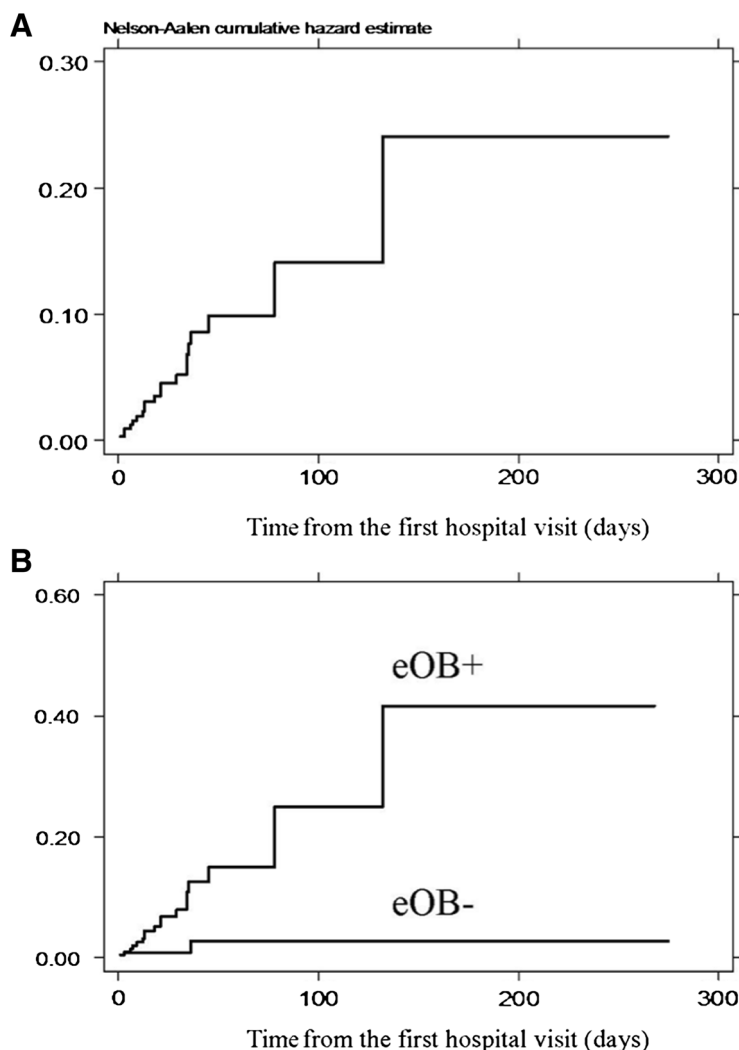 A
Nelson-Aalen cumulative hazard estimate
0.30
0.20
0.10
0.00
0 100 200 300
Time from the first hospital visit (days)
B
0.60
eOB+
0.40
0.20
eOB-
0.00
0 100 200 300
Time from the first hospital visit (days)